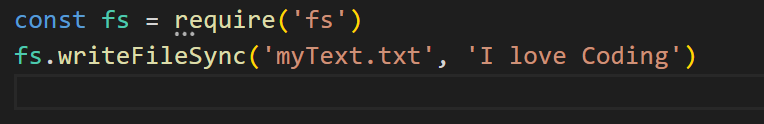 const fs = require('fs')
fs.writeFileSync('myText.txt', 'I love Coding')